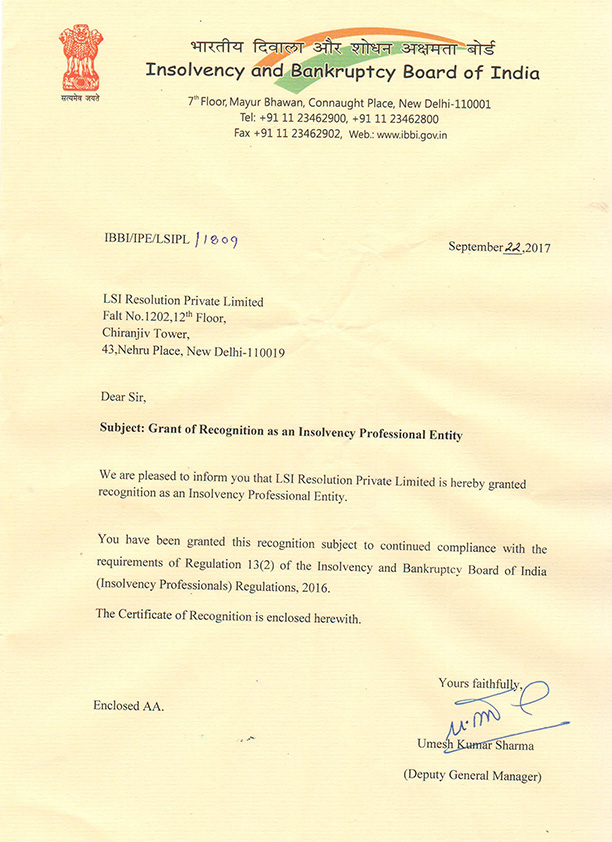 भारतीय दिवाला और शोधन अक्षमता बोर्ड
Insolvency and Bankruptcy Board of India
सत्यमेव जयते
7th Floor, Mayur Bhawan, Connaught Place, New Delhi-110001
Tel: +91 11 23462900, +91 11 23462800
Fax +91 11 23462902, Web.: www.ibbi.gov.in
IBBI/IPE/LSIPL /1809
September 22, 2017
LSI Resolution Private Limited
Falt No.1202,12th Floor,
Chiranjiv Tower,
43,Nehru Place, New Delhi-110019
Dear Sir,
Subject: Grant of Recognition as an Insolvency Professional Entity
We are pleased to inform you that LSI Resolution Private Limited is hereby granted
recognition as an Insolvency Professional Entity.
You have been granted this recognition subject to continued compliance with the
requirements of Regulation 13(2) of the Insolvency and Bankruptcy Board of India
(Insolvency Professionals) Regulations, 2016.
The Certificate of Recognition is enclosed herewith.
Yours faithfully,
Enclosed AA.
Umesh Kumar Sharma
(Deputy General Manager)